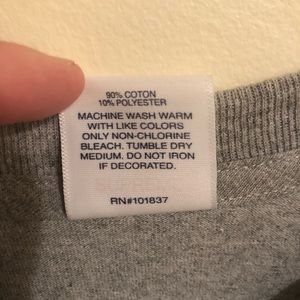 90% COTON
10% POLYESTER
MACHINE WASH WARM
WITH LIKE COLORS
ONLY NON-CHLORINE
BLEACH. TUMBLE DRY
MEDIUM. DO NOT IRON
IF DECORATED.
RN#101837